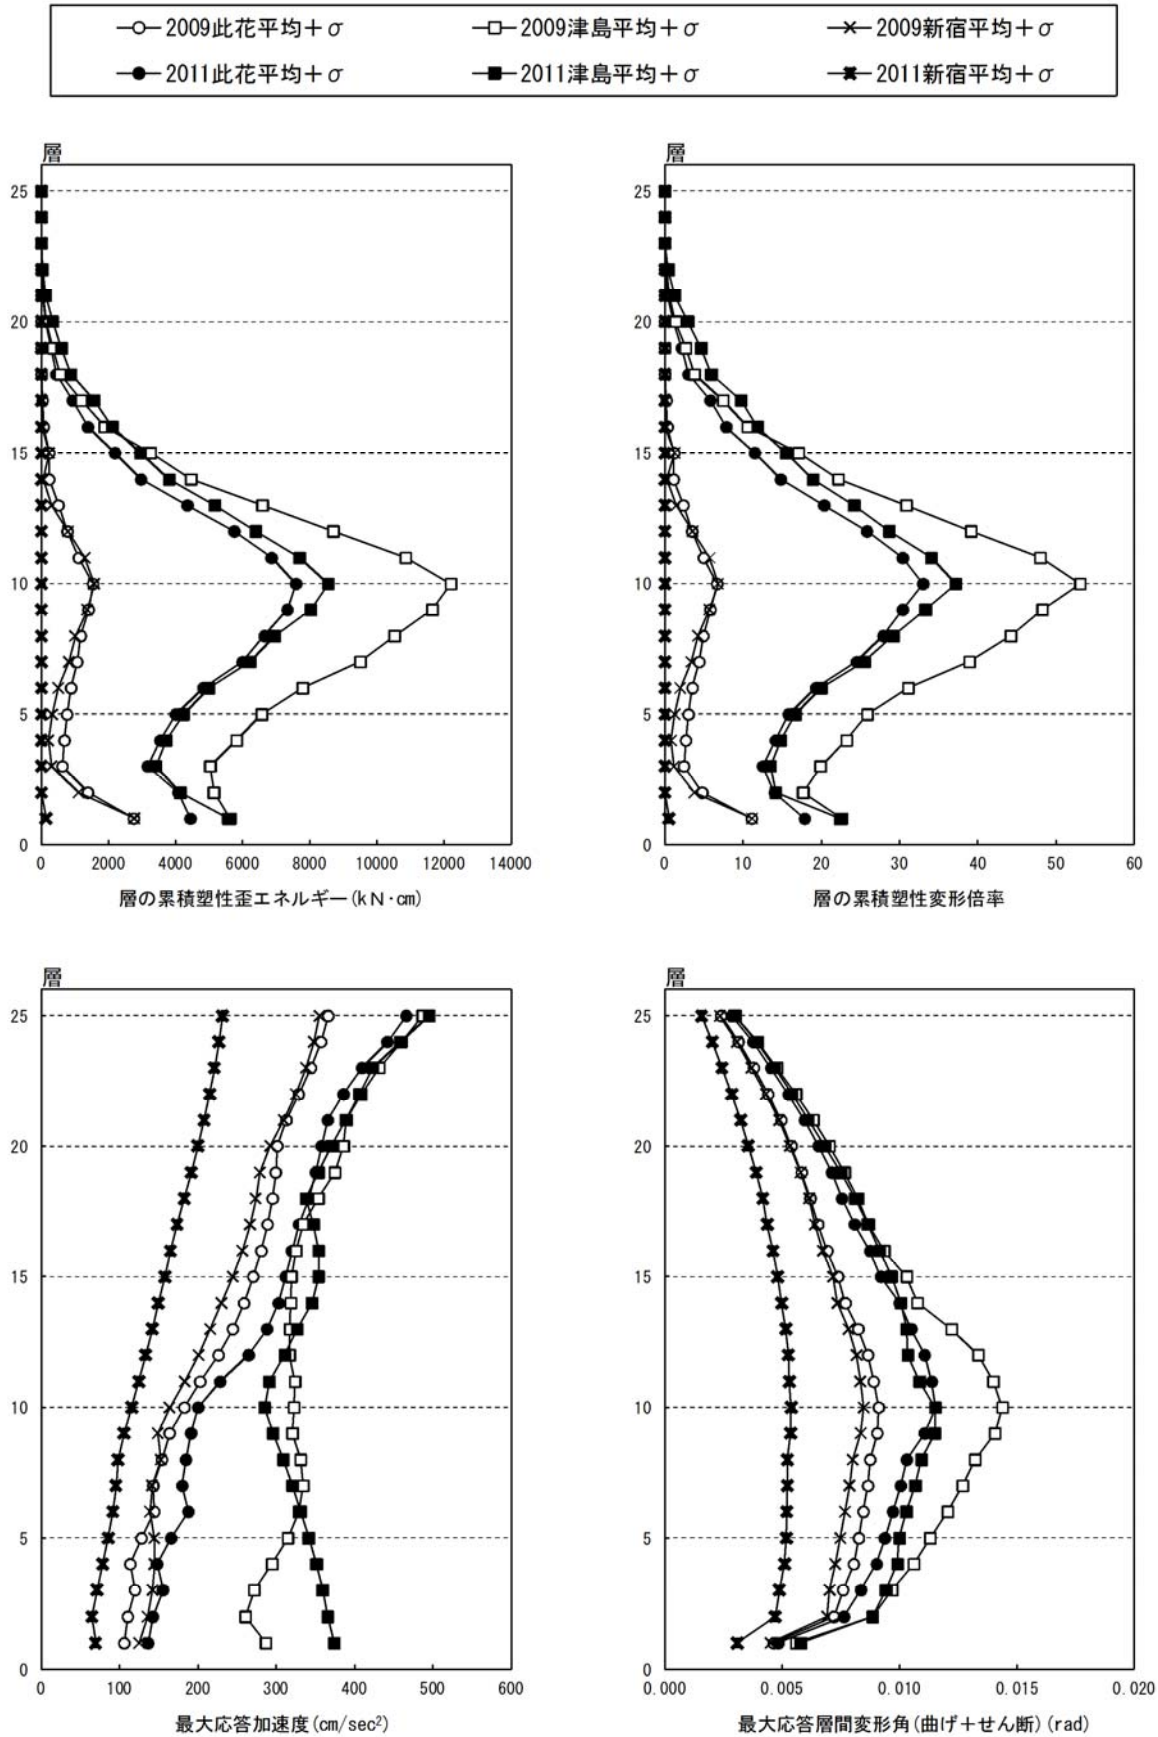 2009此花平均+σ 2009津島平均+σ 2009新宿平均+σ
2011此花平均+σ 2011津島平均+σ 2011新宿平均+σ
層
25
20
15
10
5
0
0 2000 4000 6000 8000 10000 12000 14000
層の累積塑性歪エネルギー(kN・cm)
層
25
20
15
10
5
0
0 10 20 30 40 50 60
層の累積塑性変形倍率
層
25
20
15
10
5
0
0 100 200 300 400 500 600
最大応答加速度(cm/sec²)
層
25
20
15
10
5
0
0.000 0.005 0.010 0.015 0.020
最大応答層間変形角(曲げ+せん断)(rad)